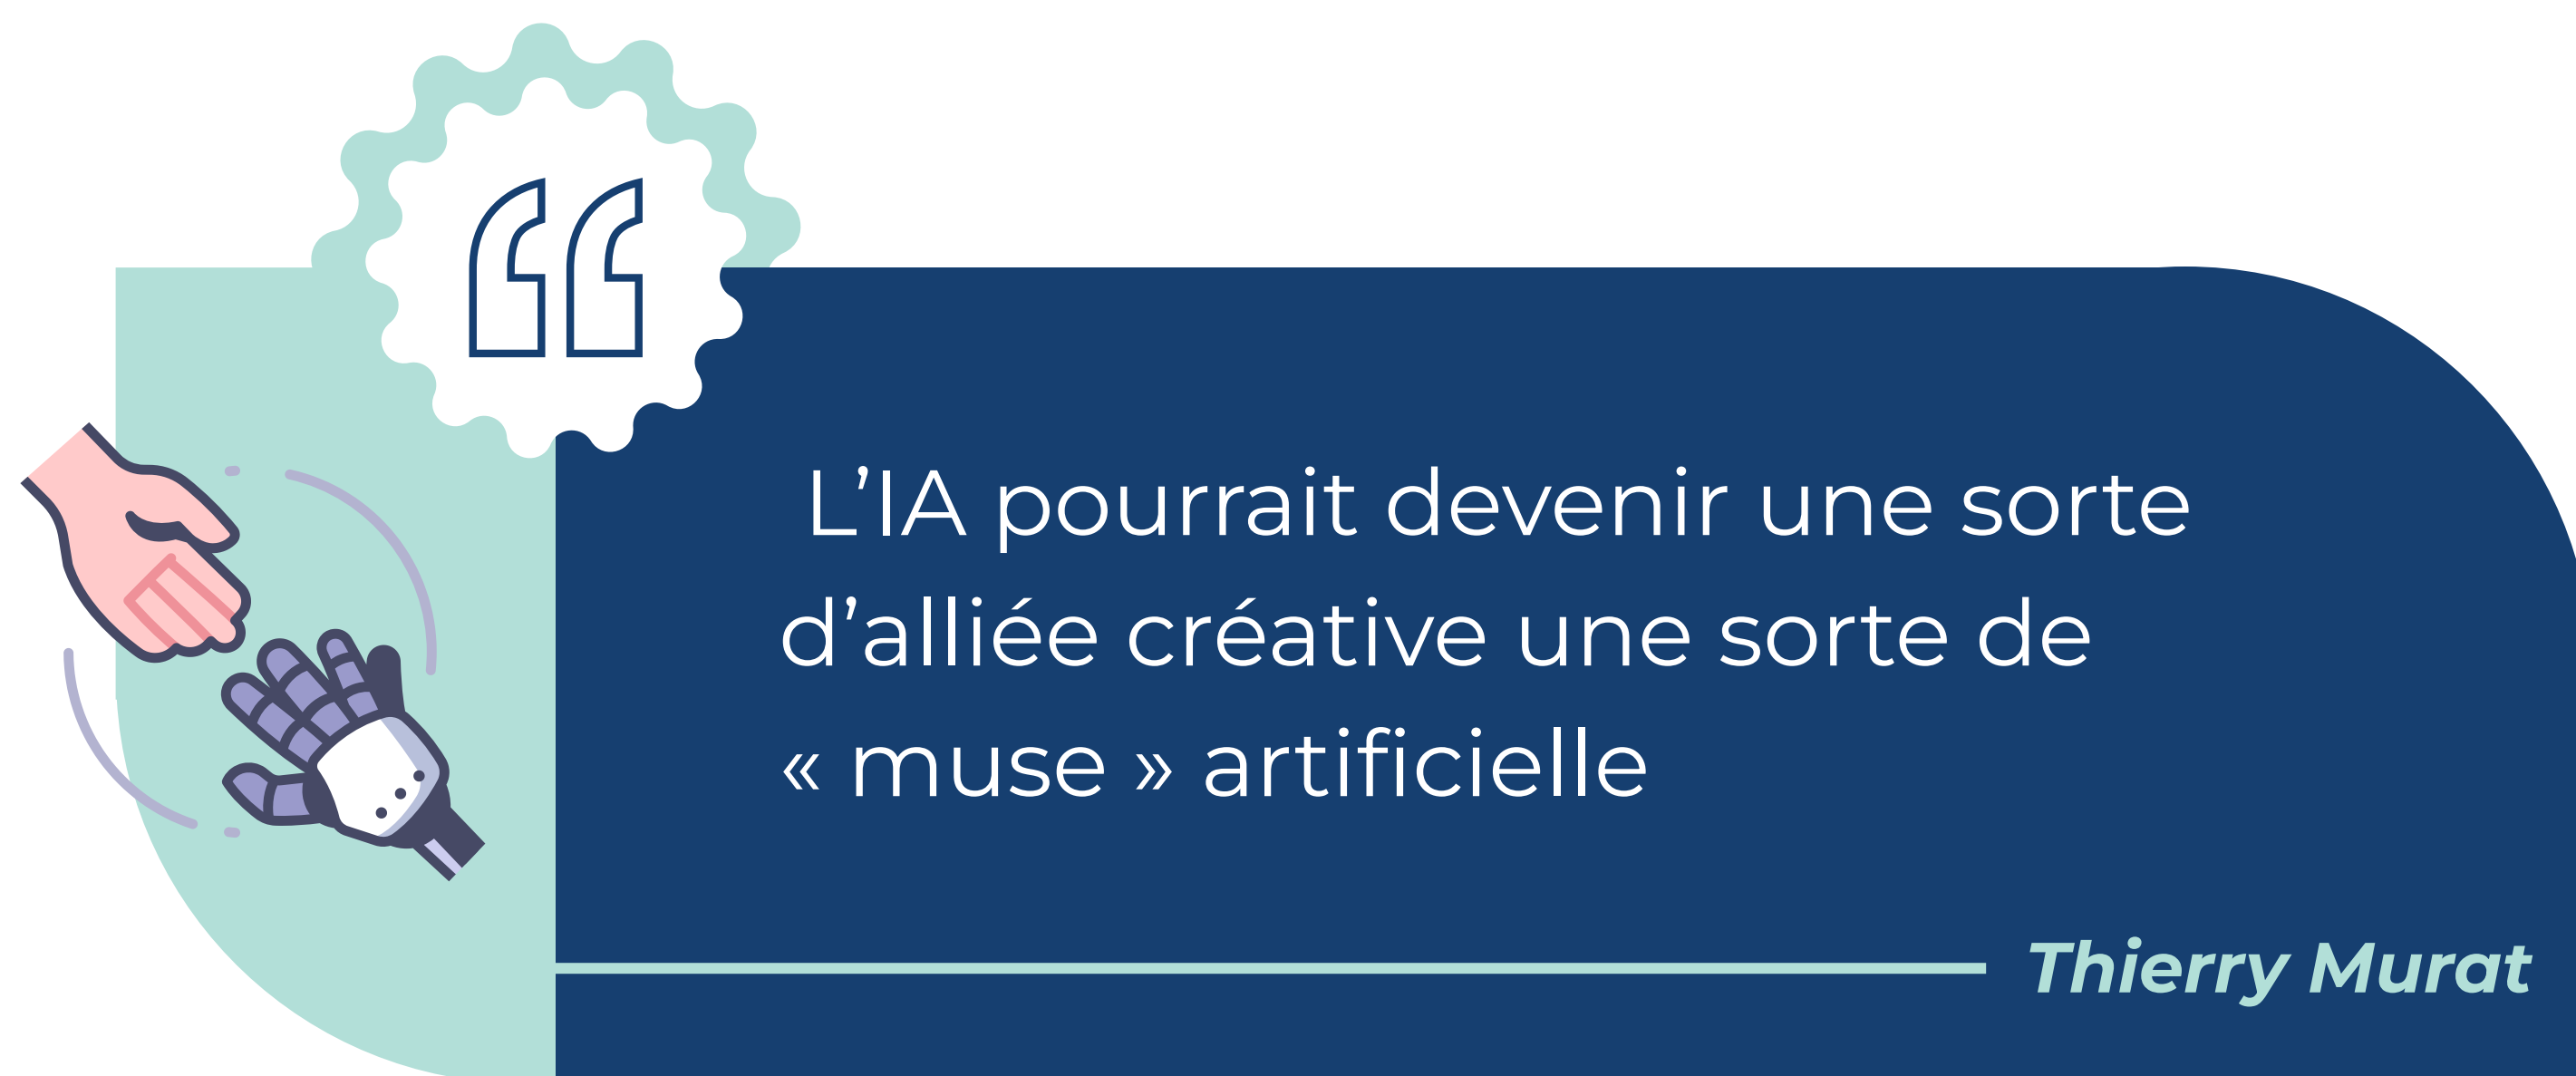 L’IA pourrait devenir une sorte
d’alliée créative une sorte de
« muse » artificielle
Thierry Murat